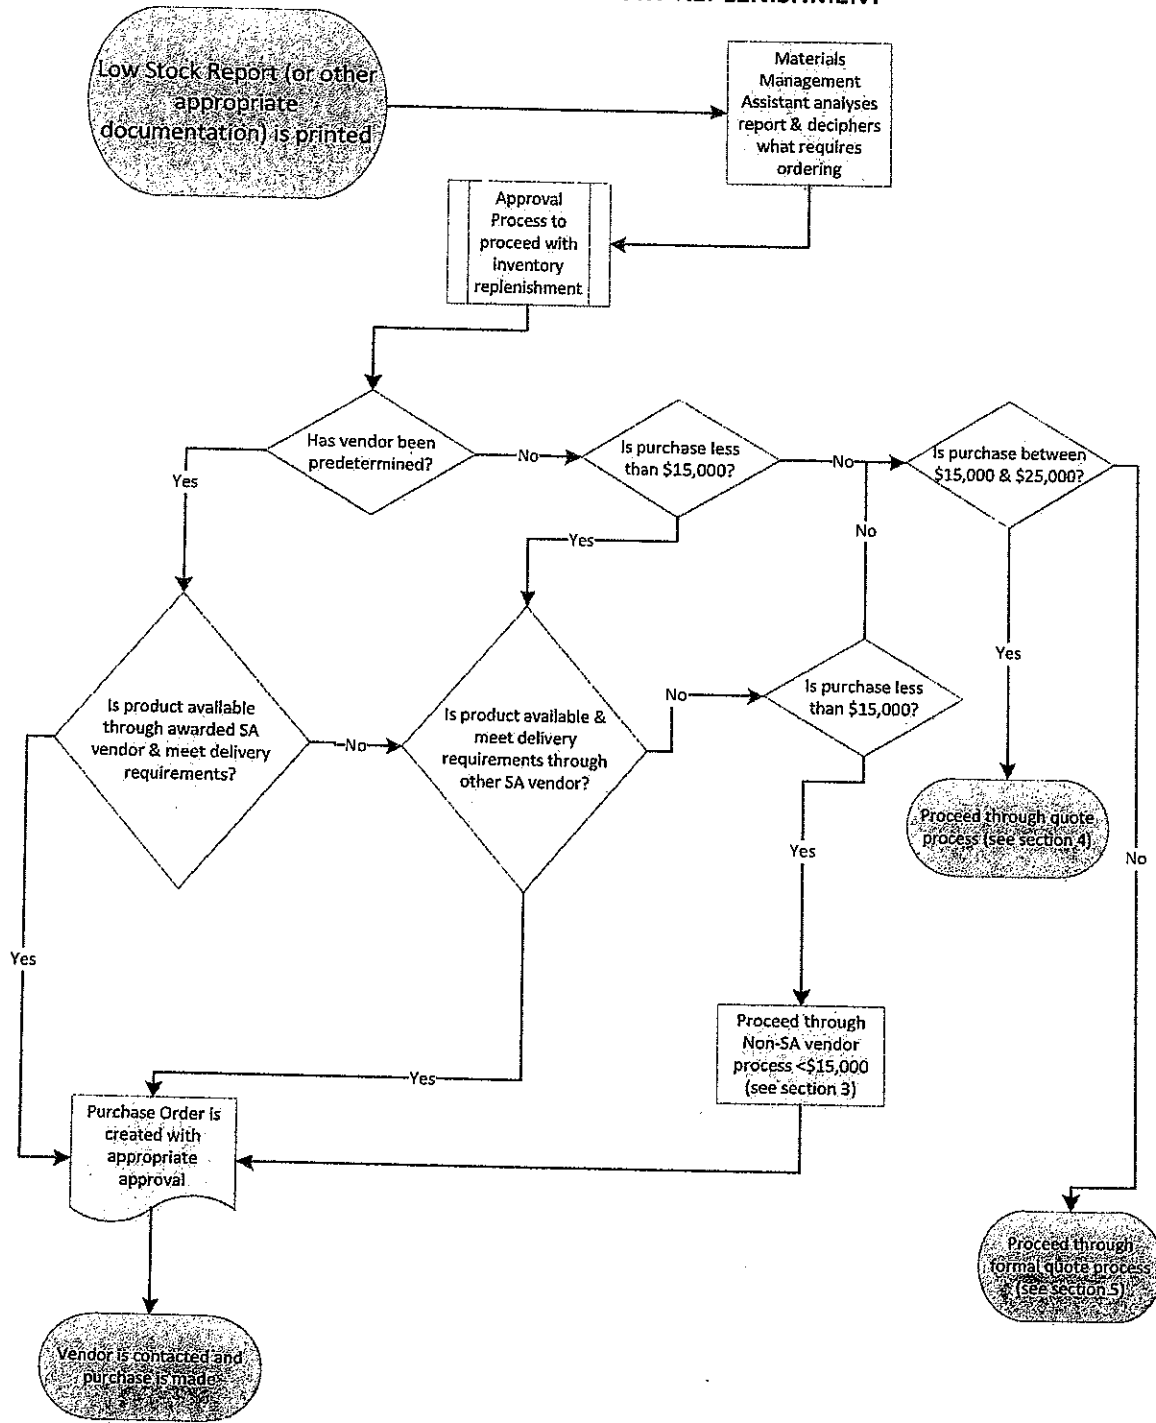 Low Stock Report (or other
appropriate
documentation) is printed
Materials
Management
Assistant analyses
report & deciphers
what requires
ordering
Approval
Process to
proceed with
inventory
replenishment
Has vendor been
predetermined?
No
Is purchase less
than $15,000?
No
Is purchase between
$15,000 & $25,000?
Yes
Yes
No
Yes
No
Is product available
through awarded SA
vendor & meet delivery
requirements?
No
Is product available &
meet delivery
requirements through
other SA vendor?
No
Is purchase less
than $15,000?
Yes
Proceed through quote
process (see section 4)
Yes
Yes
Proceed through
Non-SA vendor
process <$15,000
(see section 3)
Purchase Order is
created with
appropriate
approval
Proceed through
formal quote process
(see section 5)
Vendor is contacted and
purchase is made